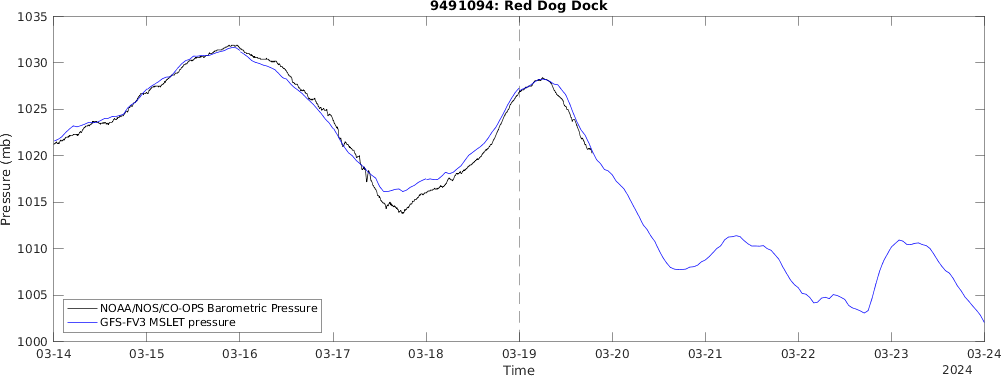 9491094: Red Dog Dock
Pressure (mb)
1035
1030
1025
1020
1015
1010
1005
1000
NOAA/NOS/CO-OPS Barometric Pressure
GFS-FV3 MSLET pressure
03-14 03-15 03-16 03-17 03-18 03-19 03-20 03-21 03-22 03-23 03-24
Time
2024